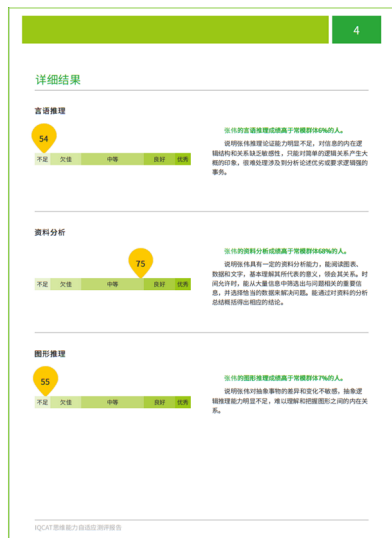 4
详细结果
言语推理
54
不足 欠佳 中等 良好 优秀
张伟的言语推理成绩高于常模群体6%的人。
说明张伟推理论证能力明显不足，对信息的内在逻
辑结构和关系缺乏敏感性，只能对简单的逻辑关系产生大
概的印象，很难处理涉及到分析论述优劣或要求逻辑强的
事务。
资料分析
75
不足 欠佳 中等 良好 优秀
张伟的资料分析成绩高于常模群体68%的人。
说明张伟具有一定的资料分析能力，能阅读图表、
数据和文字，基本理解其所代表的意义，领会其关系。时
间允许时，能从大量信息中筛选出与问题相关的重要信
息，并选择恰当的数据来解决问题。能通过对资料的分析
总结概括得出相应的结论。
图形推理
55
不足 欠佳 中等 良好 优秀
张伟的图形推理成绩高于常模群体7%的人。
说明张伟对抽象事物的差异和变化不敏感，抽象逻
辑推理能力明显不足，难以理解和把握图形之间的内在关
系。
IQCAT思维能力自适应测评报告